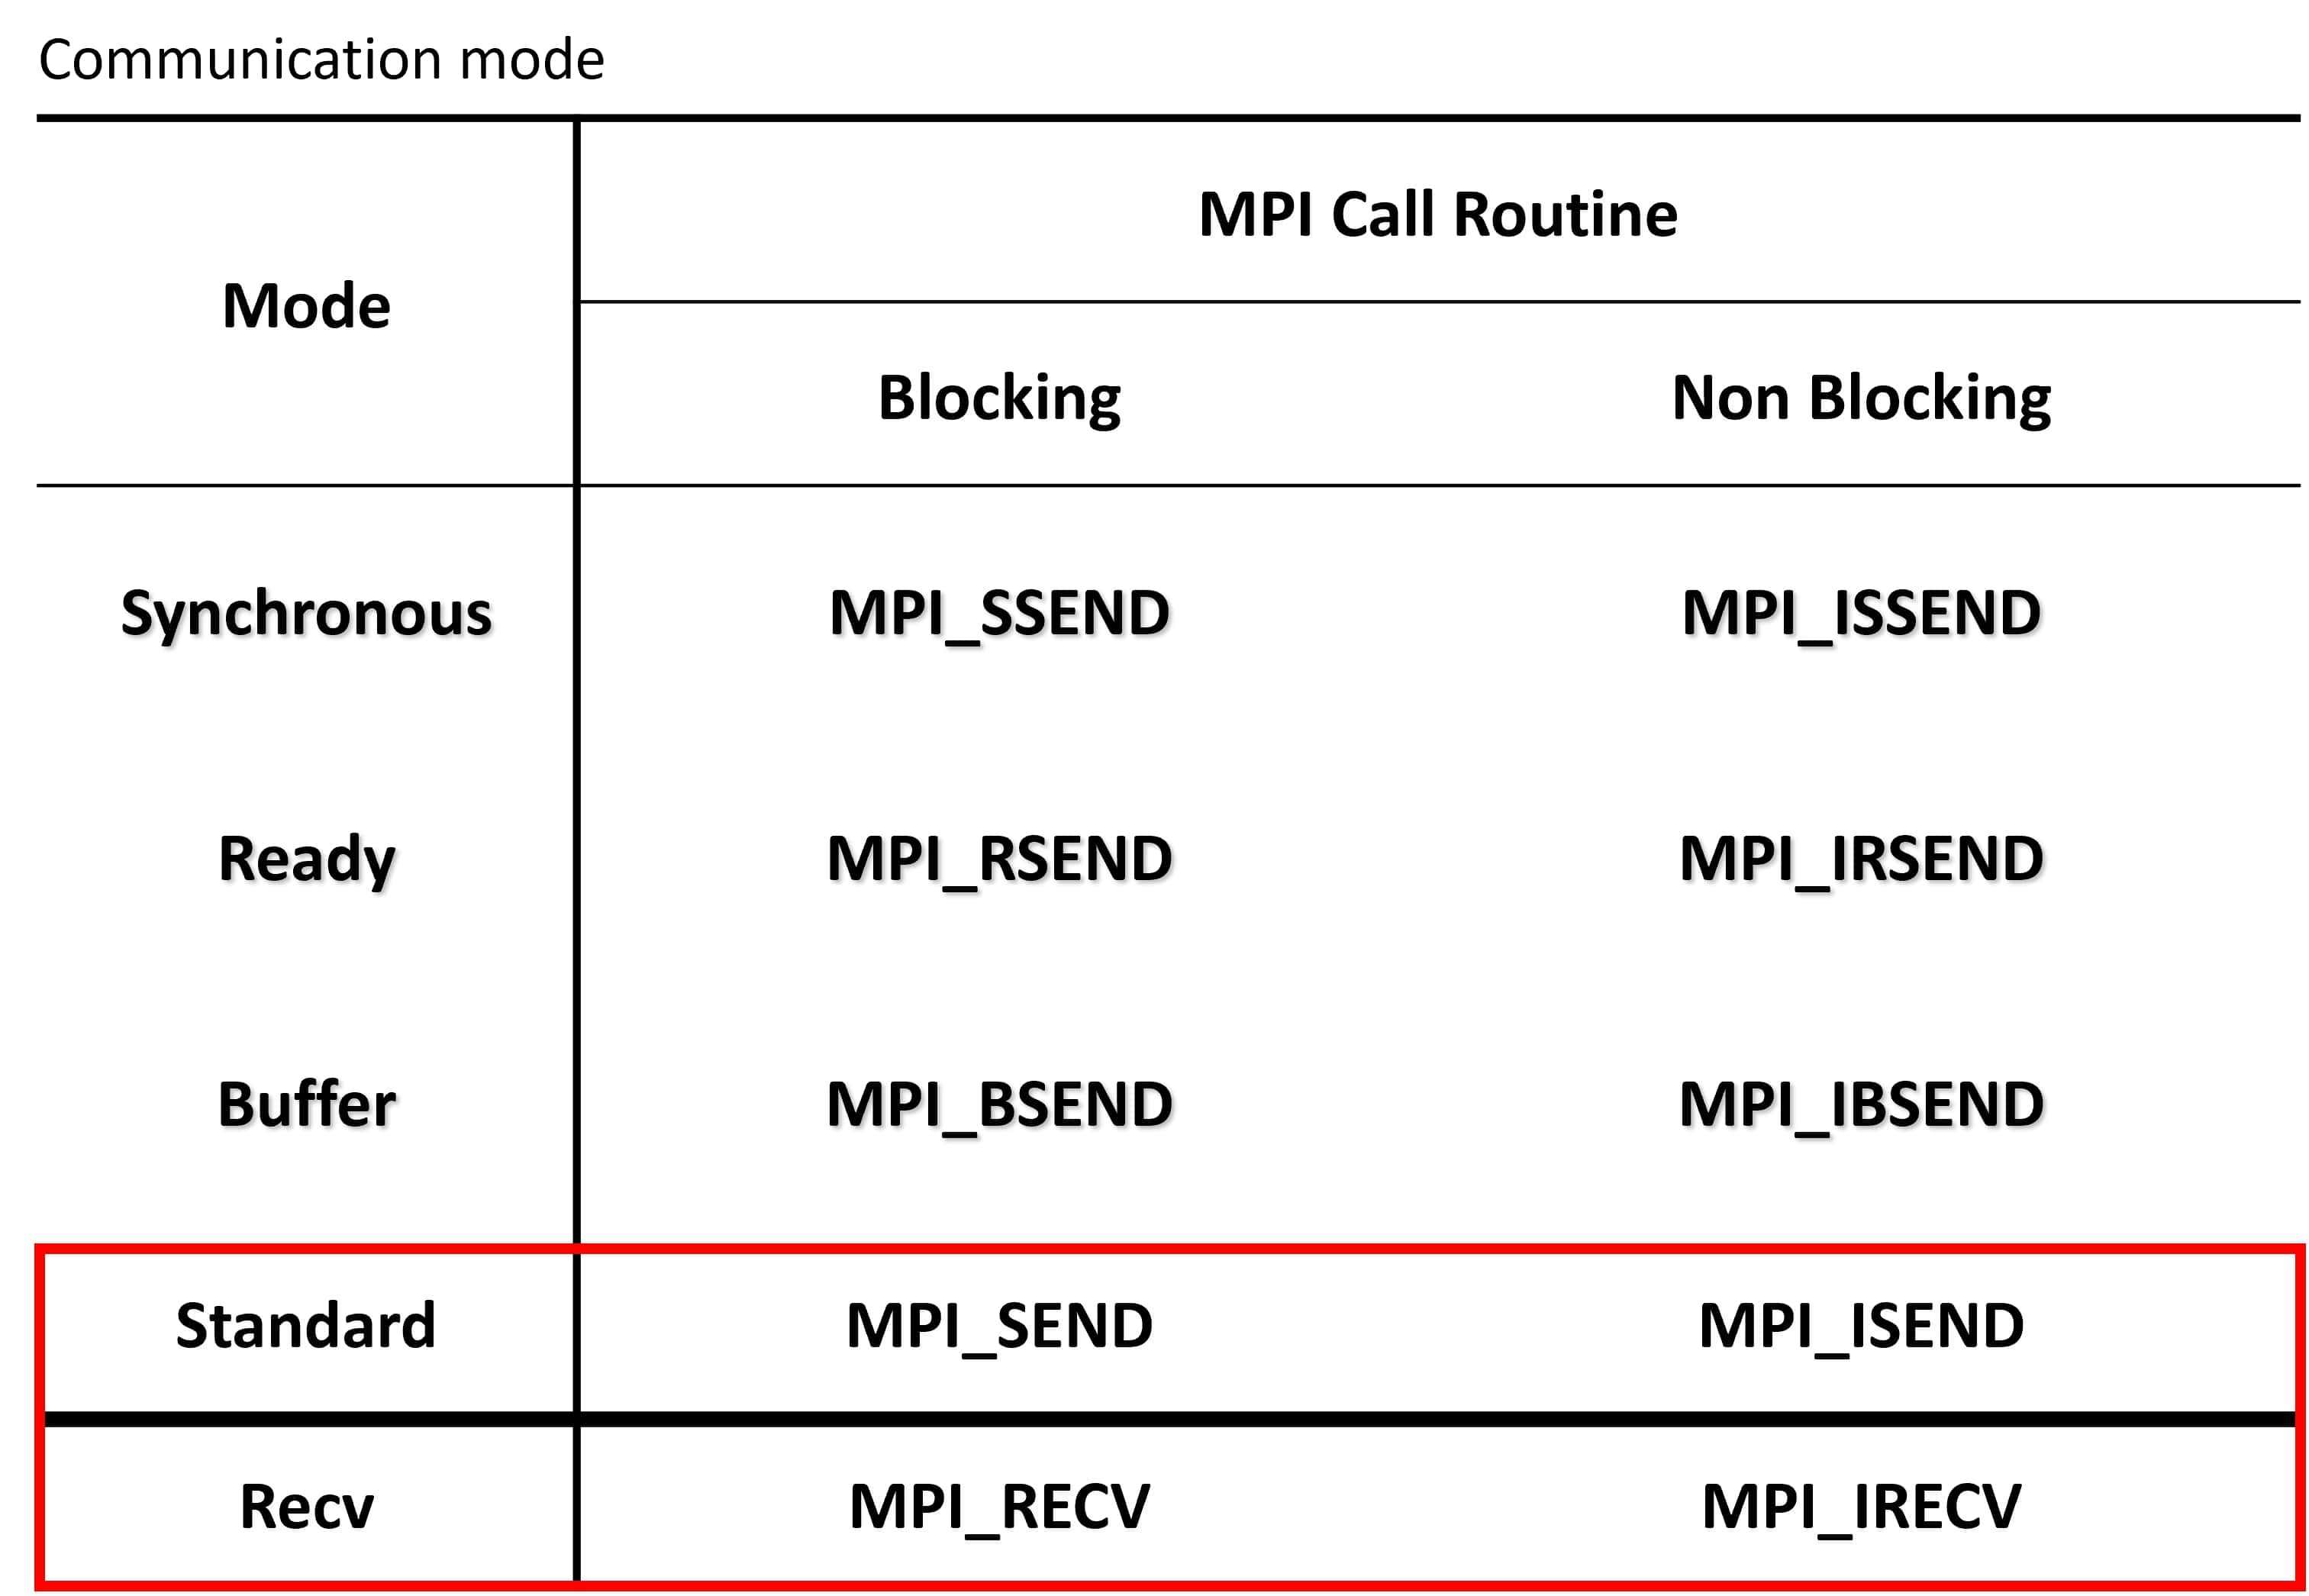 Communication mode
MPI Call Routine
Mode
Blocking Non Blocking
Synchronous MPI_SSEND MPI_ISSEND
Ready MPI_RSEND MPI_IRSEND
Buffer MPI_BSEND MPI_IBSEND
Standard MPI_SEND MPI_ISEND
Recv MPI_RECV MPI_IRECV